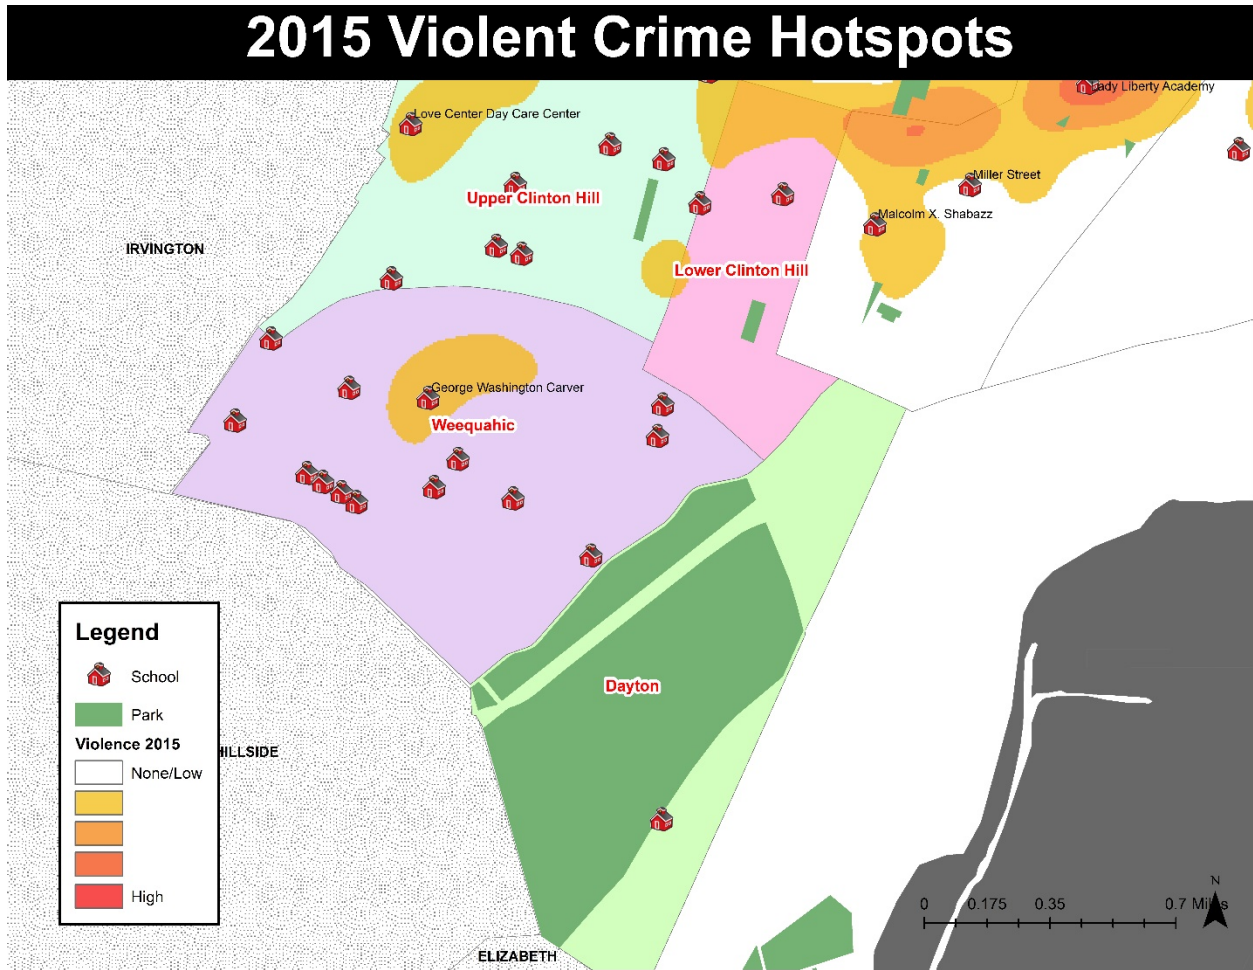 2015 Violent Crime Hotspots
Lady Liberty Academy
Love Center Day Care Center
Miller Street
Upper Clinton Hill
Malcolm X. Shabazz
IRVINGTON
Lower Clinton Hill
George Washington Carver
Weequahic
Legend
School
Dayton
Park
Violence 2015
HILLSIDE
None/Low
High
N
0 0.175 0.35 0.7 Miles
ELIZABETH